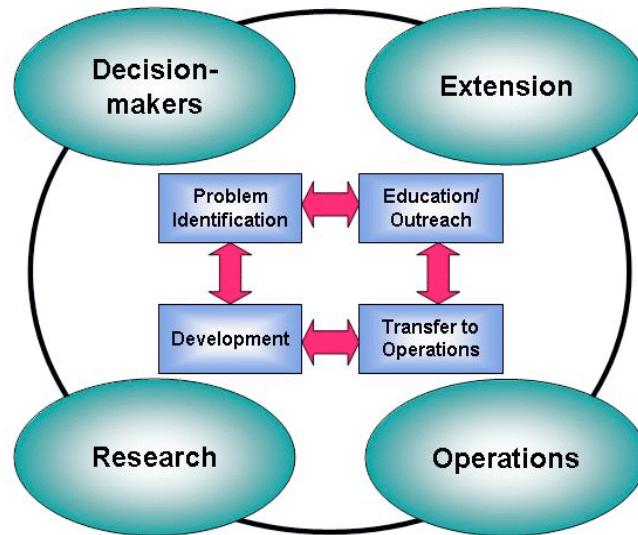 Decision-
makers
Extension
Problem
Identification
Education/
Outreach
Development
Transfer to
Operations
Research
Operations